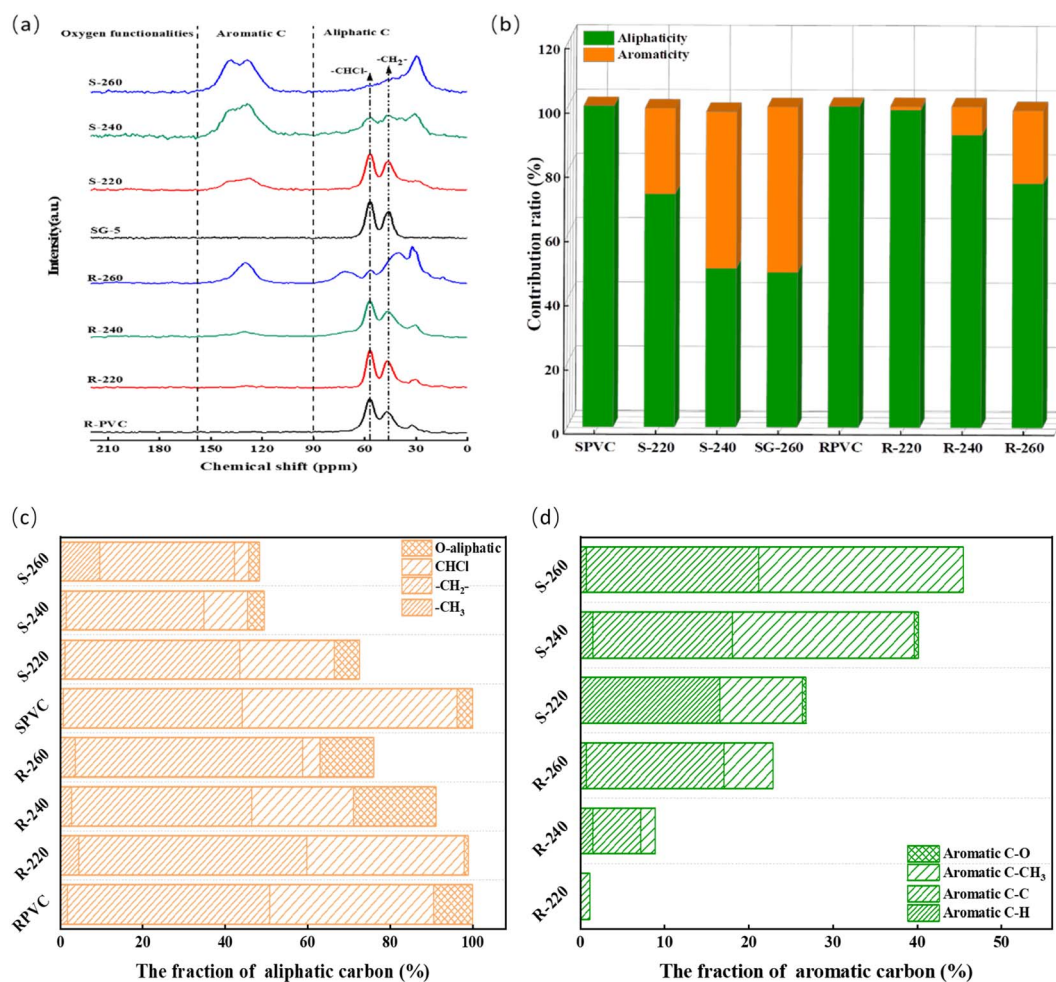 (a)
Oxygen functionalities
Aromatic C
Aliphatic C
-CHCl-
-CH2-
S-260
S-240
S-220
SG-5
R-260
R-240
R-220
R-PVC
Intensity(a.u.)
210 180 150 120 90 60 30 0
Chemical shift (ppm)
(b)
Aliphaticity
Aromaticity
120
100
80
60
40
20
0
Contribution ratio (%)
SPVC S-220 S-240 SG-260 RPVC R-220 R-240 R-260
(c)
O-aliphatic
CHCl
-CH2-
-CH3
S-260
S-240
S-220
SPVC
R-260
R-240
R-220
RPVC
0 20 40 60 80 100
The fraction of aliphatic carbon (%)
(d)
S-260
S-240
S-220
R-260
R-240
R-220
Aromatic C-O
Aromatic C-CH3
Aromatic C-C
Aromatic C-H
0 10 20 30 40 50
The fraction of aromatic carbon (%)